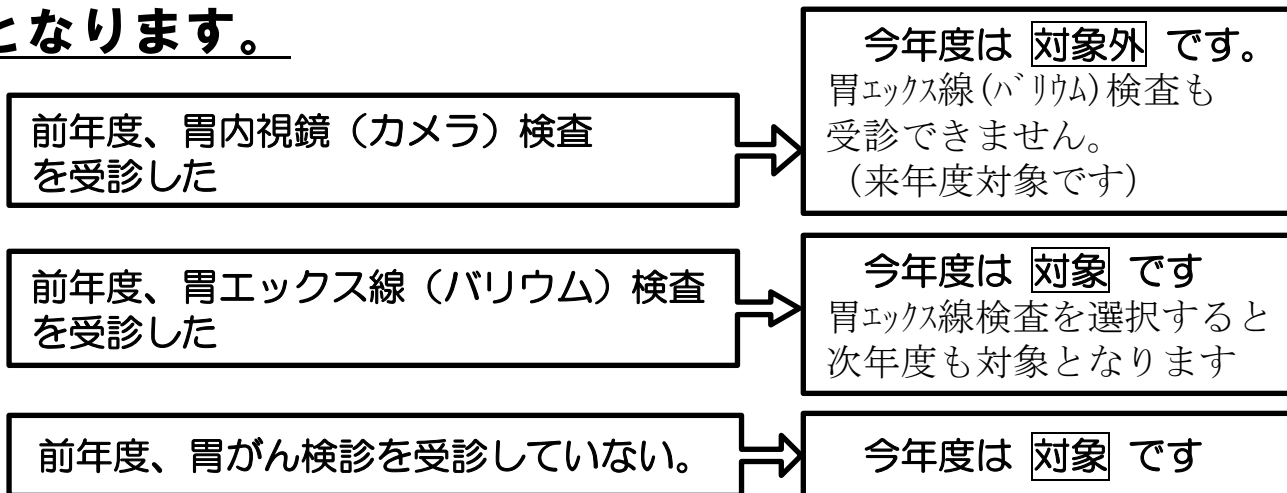 となります。
前年度、胃内視鏡（カメラ）検査
を受診した
今年度は 対象外 です。
胃ｴｯｸｽ線(ﾊﾞﾘｳﾑ)検査も
受診できません。
（来年度対象です）
前年度、胃エックス線（バリウム）検査
を受診した
今年度は 対象 です
胃ｴｯｸｽ線検査を選択すると
次年度も対象となります
前年度、胃がん検診を受診していない。
今年度は 対象 です